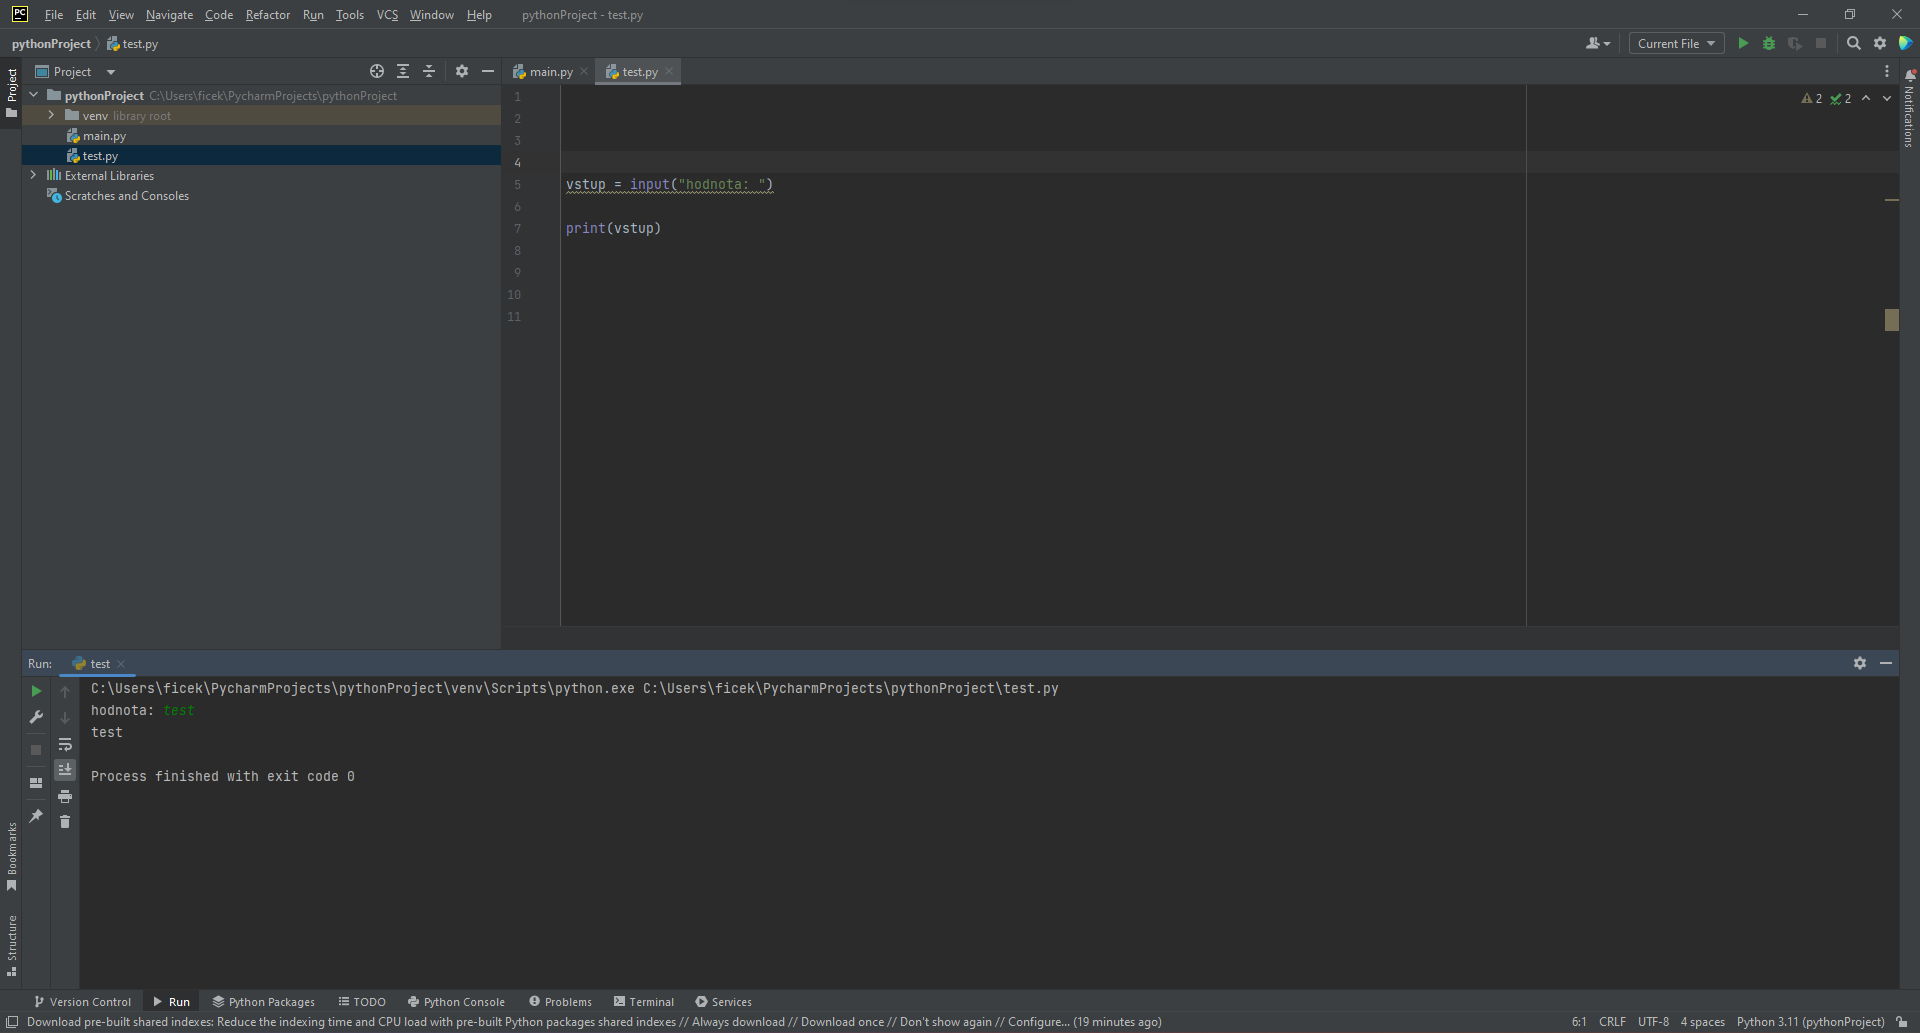 PC File Edit View Navigate Code Refactor Run Tools VCS Window Help pythonProject - test.py
pythonProject test.py Current File
Project
Project
main.py test.py
pythonProject C:\Users\ficek\PycharmProjects\pythonProject
venv library root
main.py
test.py
External Libraries
Scratches and Consoles
1
2
3
4
5 vstup = input("hodnota: ")
6
7 print(vstup)
8
9
10
11
2 2
Notifications
Run: test
C:\Users\ficek\PycharmProjects\pythonProject\venv\Scripts\python.exe C:\Users\ficek\PycharmProjects\pythonProject\test.py
hodnota: test
test
Process finished with exit code 0
Bookmarks
Structure
Version Control Run Python Packages TODO Python Console Problems Terminal Services
Download pre-built shared indexes: Reduce the indexing time and CPU load with pre-built Python packages shared indexes // Always download // Download once // Don't show again // Configure... (19 minutes ago) 6:1 CRLF UTF-8 4 spaces Python 3.11 (pythonProject)